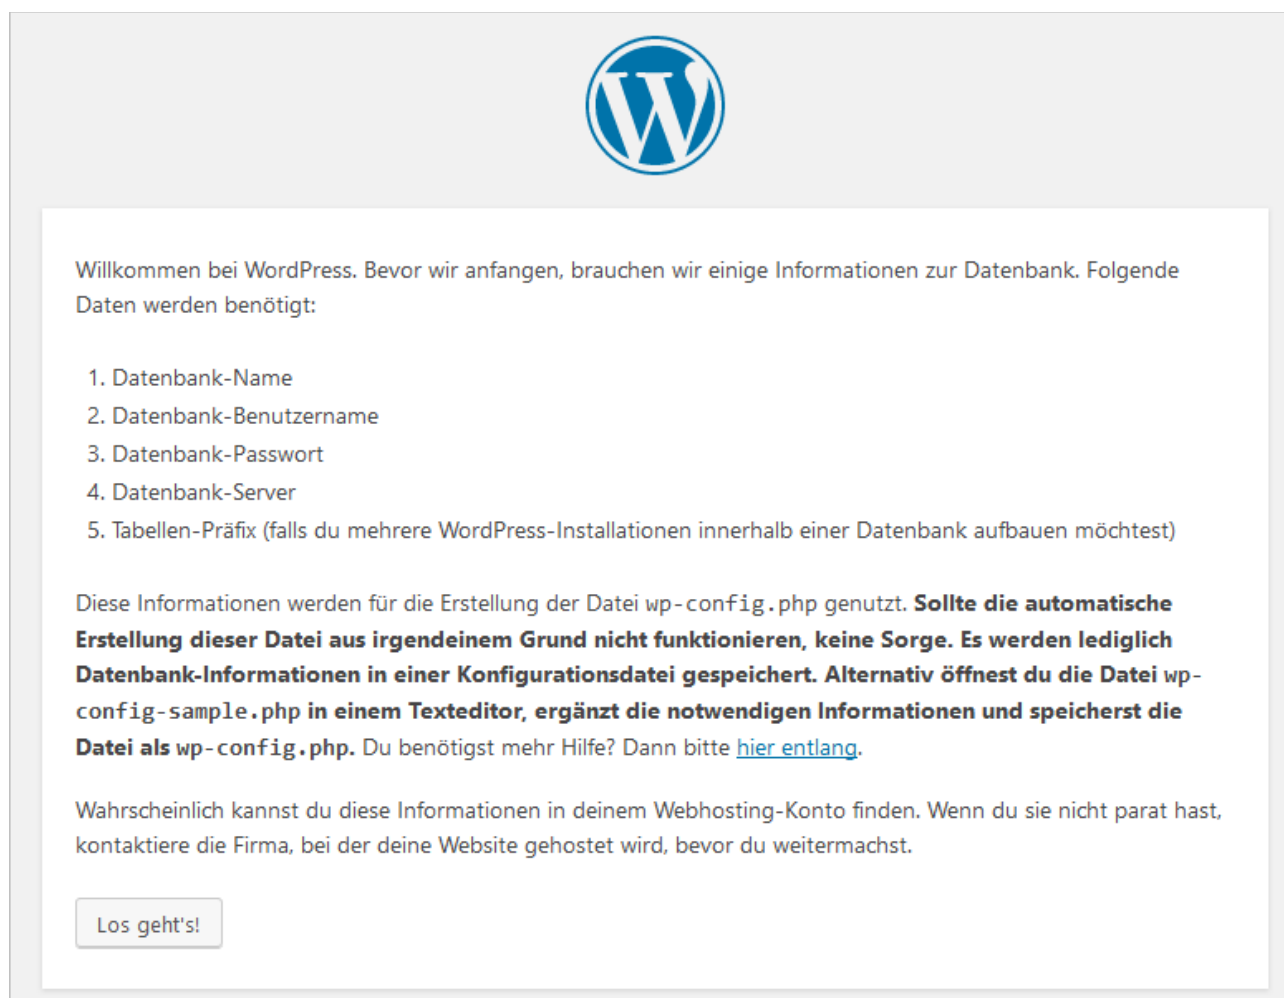 Willkommen bei WordPress. Bevor wir anfangen, brauchen wir einige Informationen zur Datenbank. Folgende
Daten werden benötigt:
1. Datenbank-Name
2. Datenbank-Benutzername
3. Datenbank-Passwort
4. Datenbank-Server
5. Tabellen-Präfix (falls du mehrere WordPress-Installationen innerhalb einer Datenbank aufbauen möchtest)
Diese Informationen werden für die Erstellung der Datei wp-config.php genutzt. Sollte die automatische
Erstellung dieser Datei aus irgendeinem Grund nicht funktionieren, keine Sorge. Es werden lediglich
Datenbank-Informationen in einer Konfigurationsdatei gespeichert. Alternativ öffnest du die Datei wp-
config-sample.php in einem Texteditor, ergänzt die notwendigen Informationen und speicherst die
Datei als wp-config.php. Du benötigst mehr Hilfe? Dann bitte hier entlang.
Wahrscheinlich kannst du diese Informationen in deinem Webhosting-Konto finden. Wenn du sie nicht parat hast,
kontaktiere die Firma, bei der deine Website gehostet wird, bevor du weitermachst.
Los geht's!